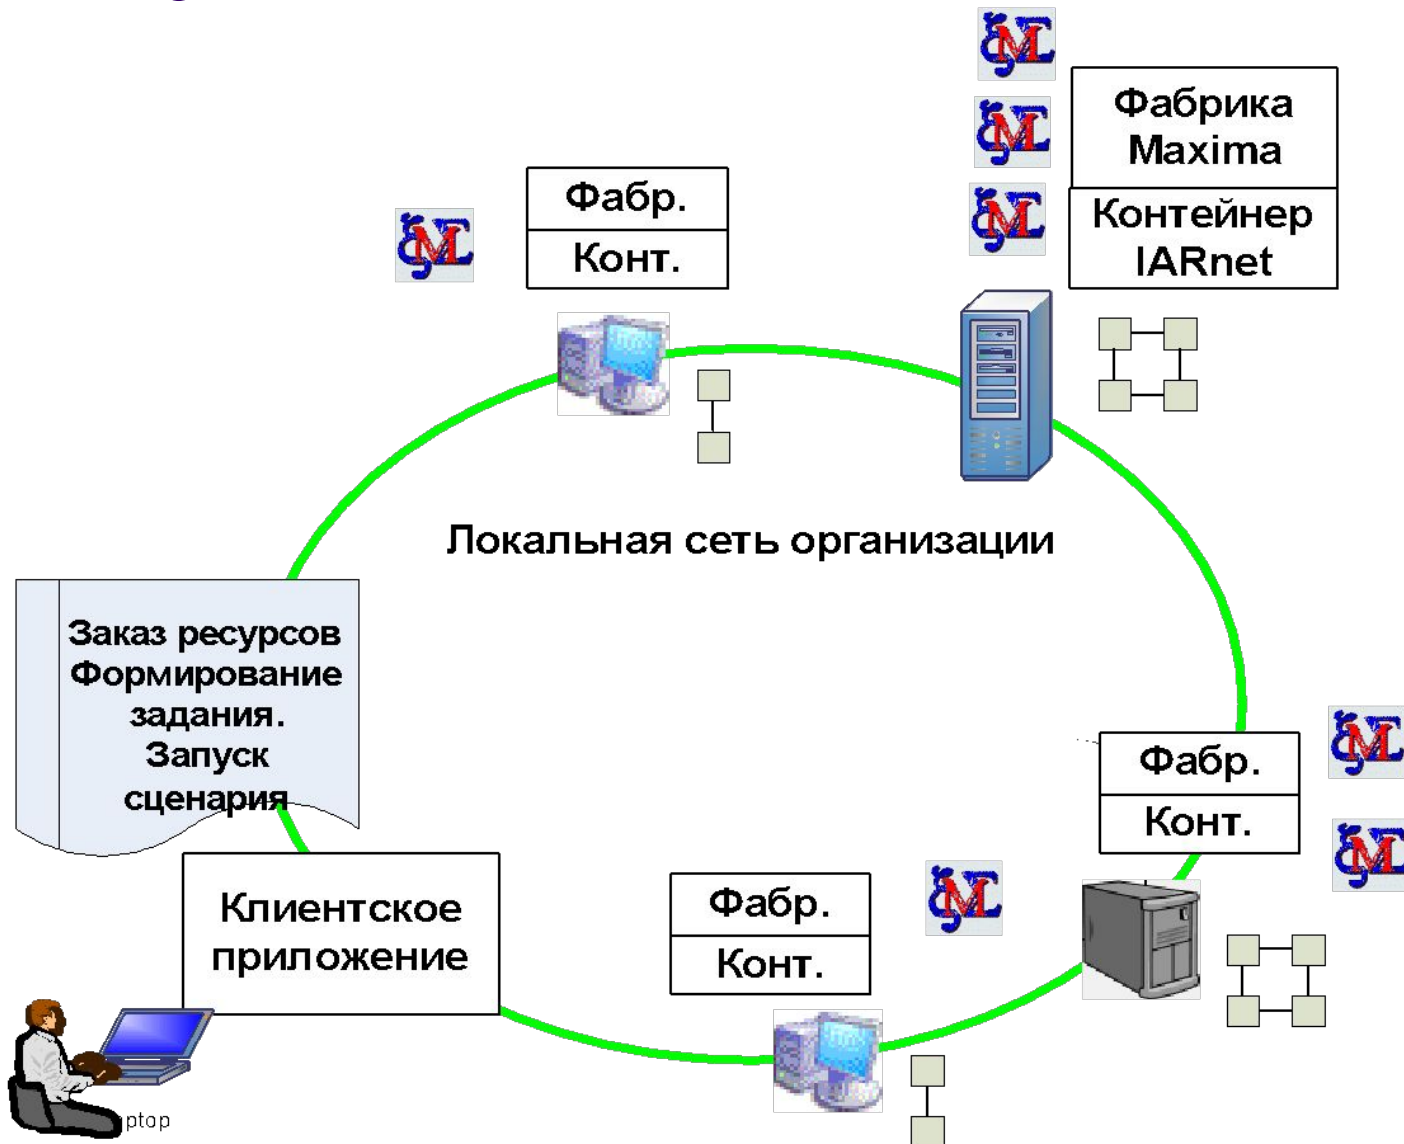 Фабрика
Maxima
Контейнер
IARnet
Фабр.
Конт.
Локальная сеть организации
Заказ ресурсов
Формирование
задания.
Запуск
сценария
Фабр.
Конт.
Клиентское
приложение
Фабр.
Конт.
ptop